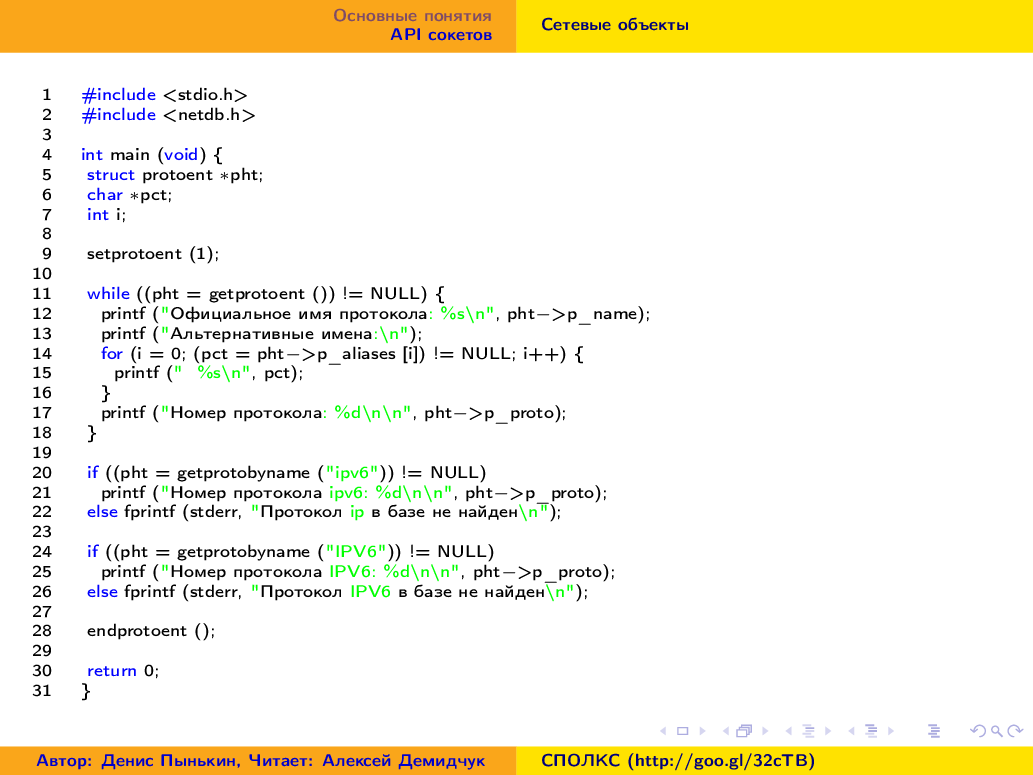 Основные понятия
API сокетов
Сетевые объекты
1 #include <stdio.h>
2 #include <netdb.h>
3
4 int main (void) {
5 struct protoent *pht;
6 char *pct;
7 int i;
8
9 setprotoent (1);
10
11 while ((pht = getprotoent ()) != NULL) {
12 printf ("Официальное имя протокола: %s\n", pht−>p_name);
13 printf ("Альтернативные имена:\n");
14 for (i = 0; (pct = pht−>p_aliases [i]) != NULL; i++) {
15 printf ("  %s\n", pct);
16 }
17 printf ("Номер протокола: %d\n\n", pht−>p_proto);
18 }
19
20 if ((pht = getprotobyname ("ipv6")) != NULL)
21 printf ("Номер протокола ipv6: %d\n\n", pht−>p_proto);
22 else fprintf (stderr, "Протокол ip в базе не найден\n");
23
24 if ((pht = getprotobyname ("IPV6")) != NULL)
25 printf ("Номер протокола IPV6: %d\n\n", pht−>p_proto);
26 else fprintf (stderr, "Протокол IPV6 в базе не найден\n");
27
28 endprotoent ();
29
30 return 0;
31 }
Автор: Денис Пынькин, Читает: Алексей Демидчук
СПОЛКС (http://goo.gl/32cTB)